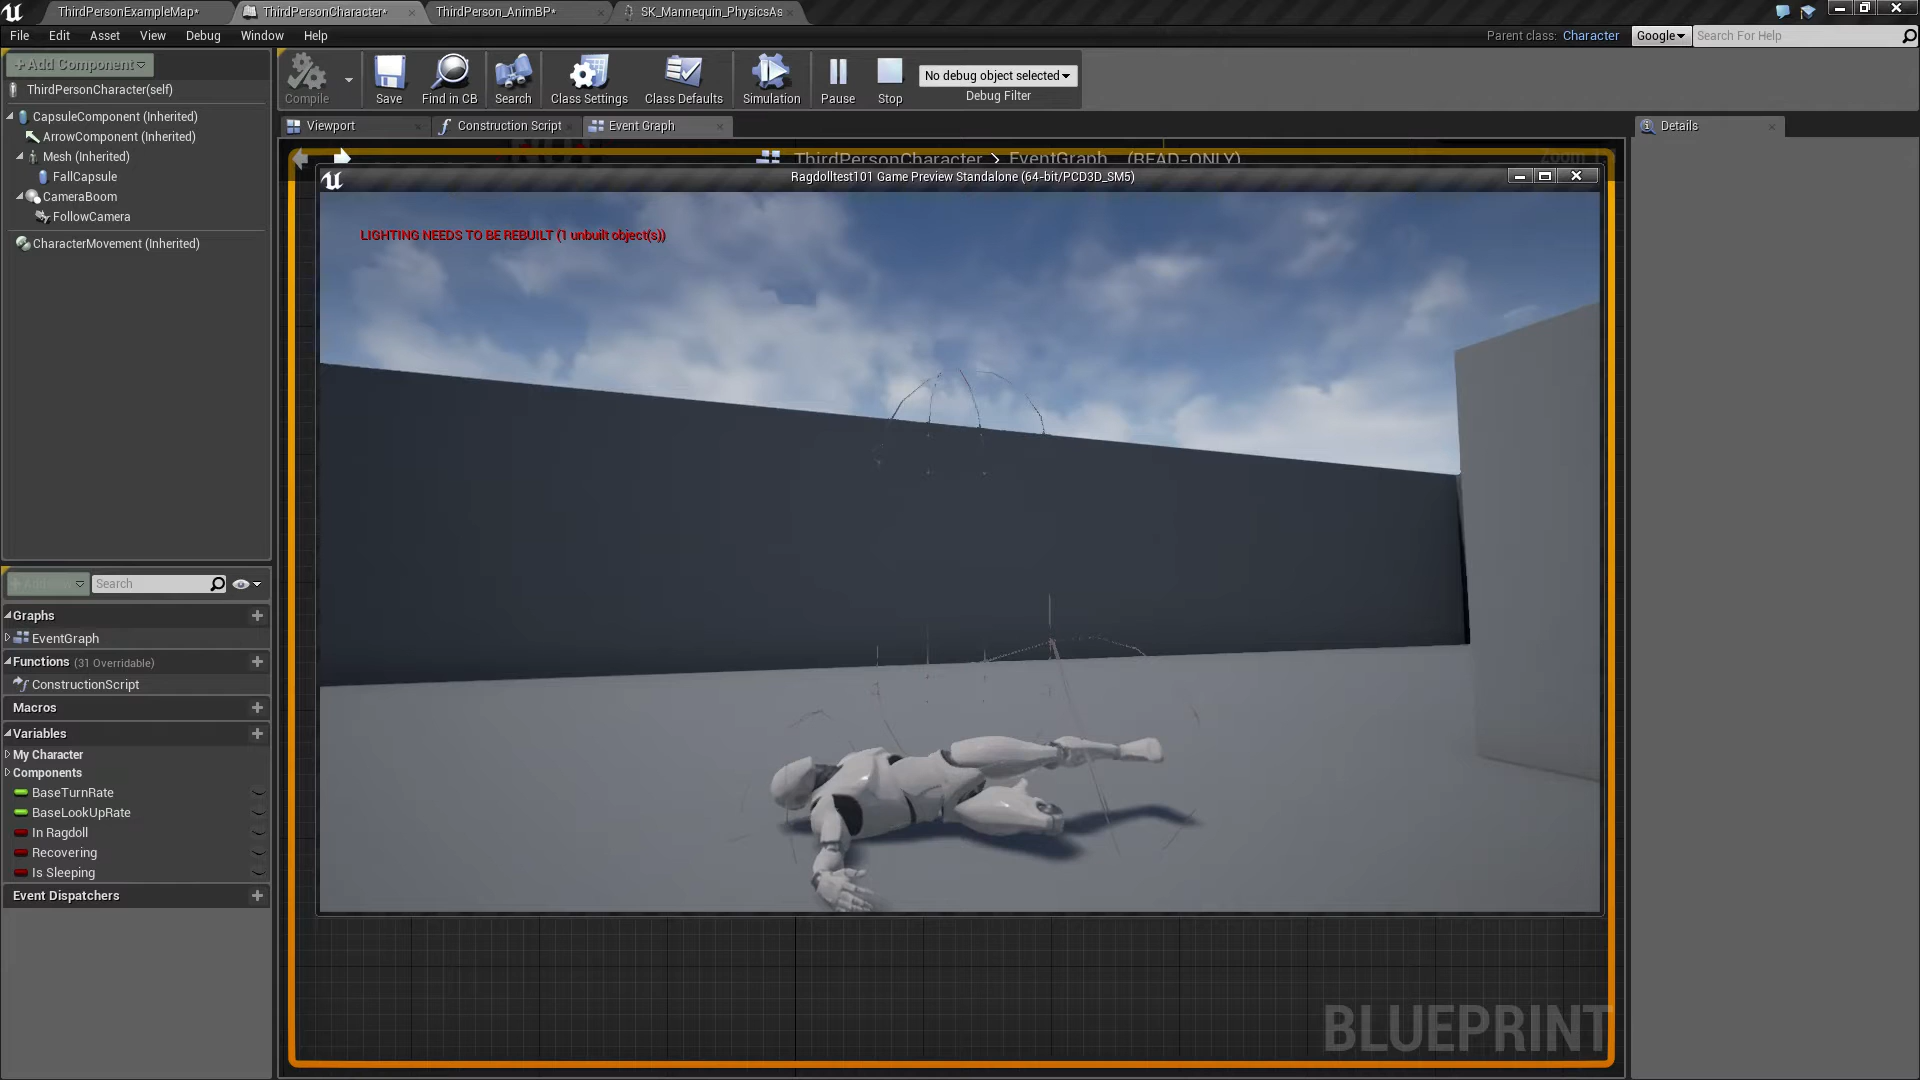 ThirdPersonExampleMap*
ThirdPersonCharacter*
ThirdPerson_AnimBP*
SK_Mannequin_PhysicsAs
File Edit Asset View Debug Window Help
Parent class: Character
Google
Search For Help
Add Component
ThirdPersonCharacter(self)
CapsuleComponent (Inherited)
ArrowComponent (Inherited)
Mesh (Inherited)
FallCapsule
CameraBoom
FollowCamera
CharacterMovement (Inherited)
Compile
Save
Find in CB
Search
Class Settings
Class Defaults
Simulation
Pause
Stop
No debug object selected
Debug Filter
Viewport
Construction Script
Event Graph
Details
ThirdPersonCharacter > EventGraph (READ-ONLY)
Zoom
Ragdolltest101 Game Preview Standalone (64-bit/PCD3D_SM5)
LIGHTING NEEDS TO BE REBUILT (1 unbuilt object(s))
Search
Graphs
EventGraph
Functions (31 Overridable)
ConstructionScript
Macros
Variables
My Character
Components
BaseTurnRate
BaseLookUpRate
In Ragdoll
Recovering
Is Sleeping
Event Dispatchers
BLUEPRINT